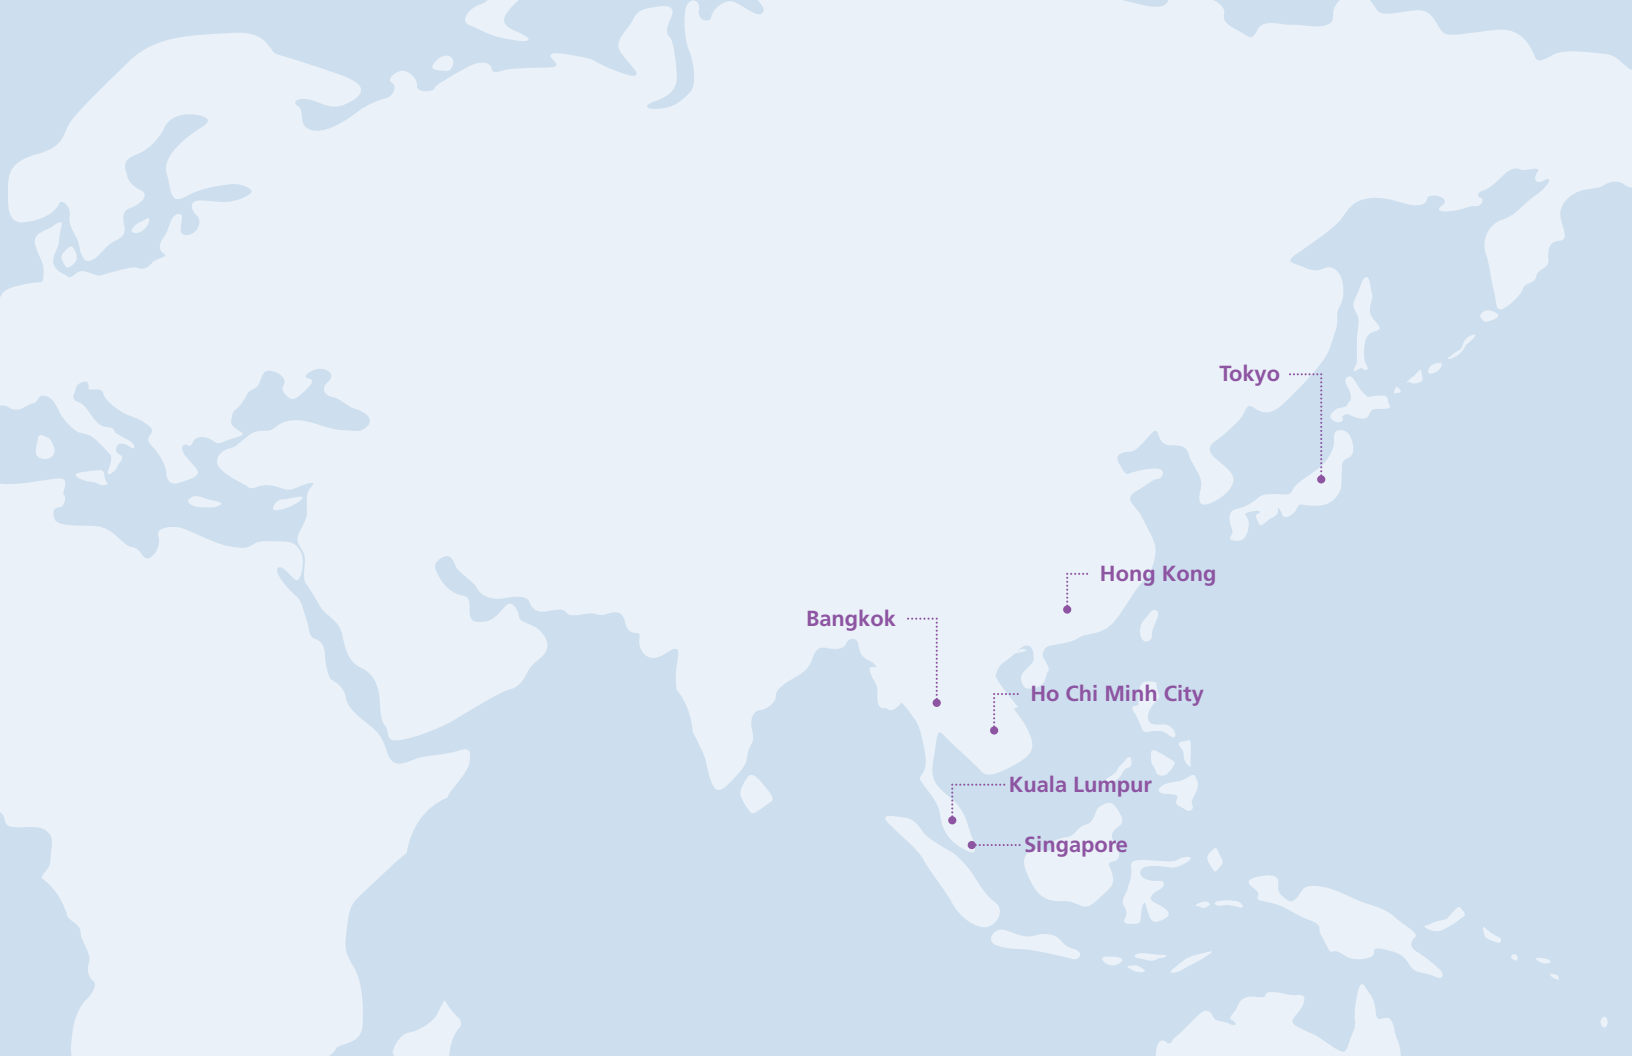 Tokyo
Hong Kong
Bangkok
Ho Chi Minh City
Kuala Lumpur
Singapore